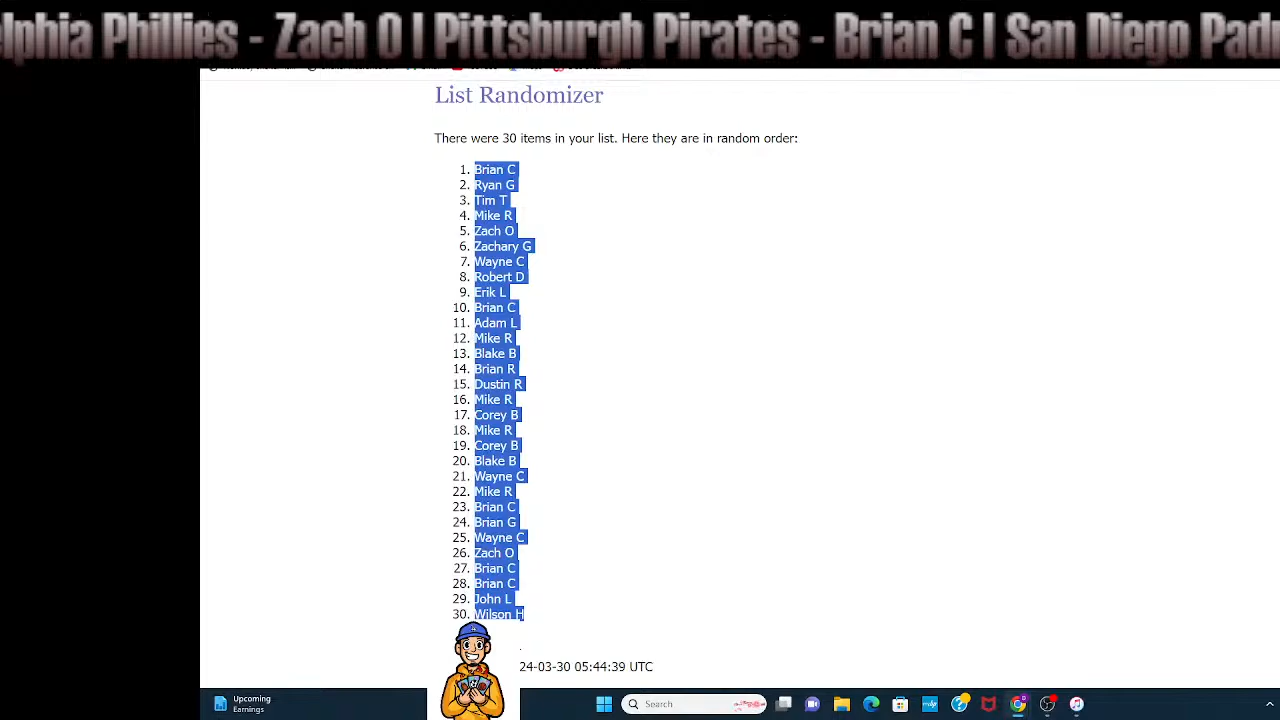 elphia Phillies - Zach O | Pittsburgh Pirates - Brian C | San Diego Pad
List Randomizer
There were 30 items in your list. Here they are in random order:
1. Brian C
2. Ryan G
3. Tim T
4. Mike R
5. Zach O
6. Zachary G
7. Wayne C
8. Robert D
9. Erik L
10. Brian C
11. Adam L
12. Mike R
13. Blake B
14. Brian R
15. Dustin R
16. Mike R
17. Corey B
18. Mike R
19. Corey B
20. Blake B
21. Wayne C
22. Mike R
23. Brian C
24. Brian G
25. Wayne C
26. Zach O
27. Brian C
28. Brian C
29. John L
30. Wilson H
24-03-30 05:44:39 UTC
Upcoming
Earnings
Search